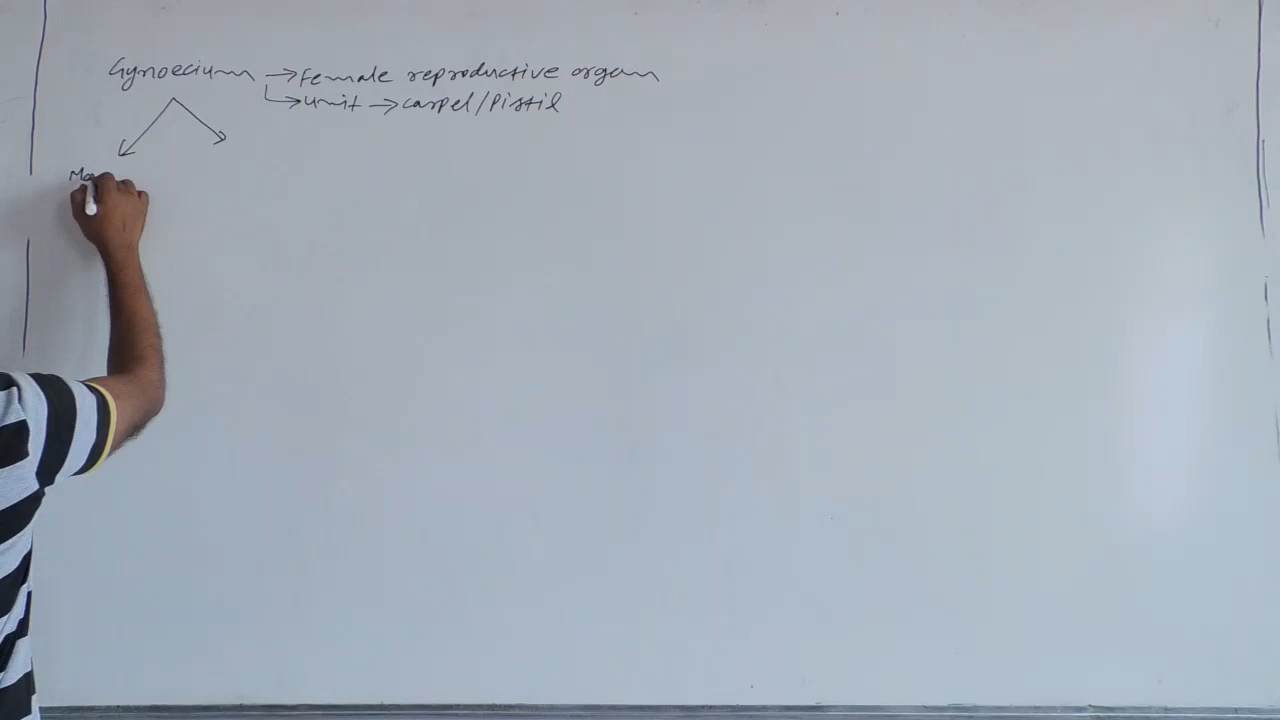 Gynoecium → Female reproductive organ
→ unit → carpel/Pistil